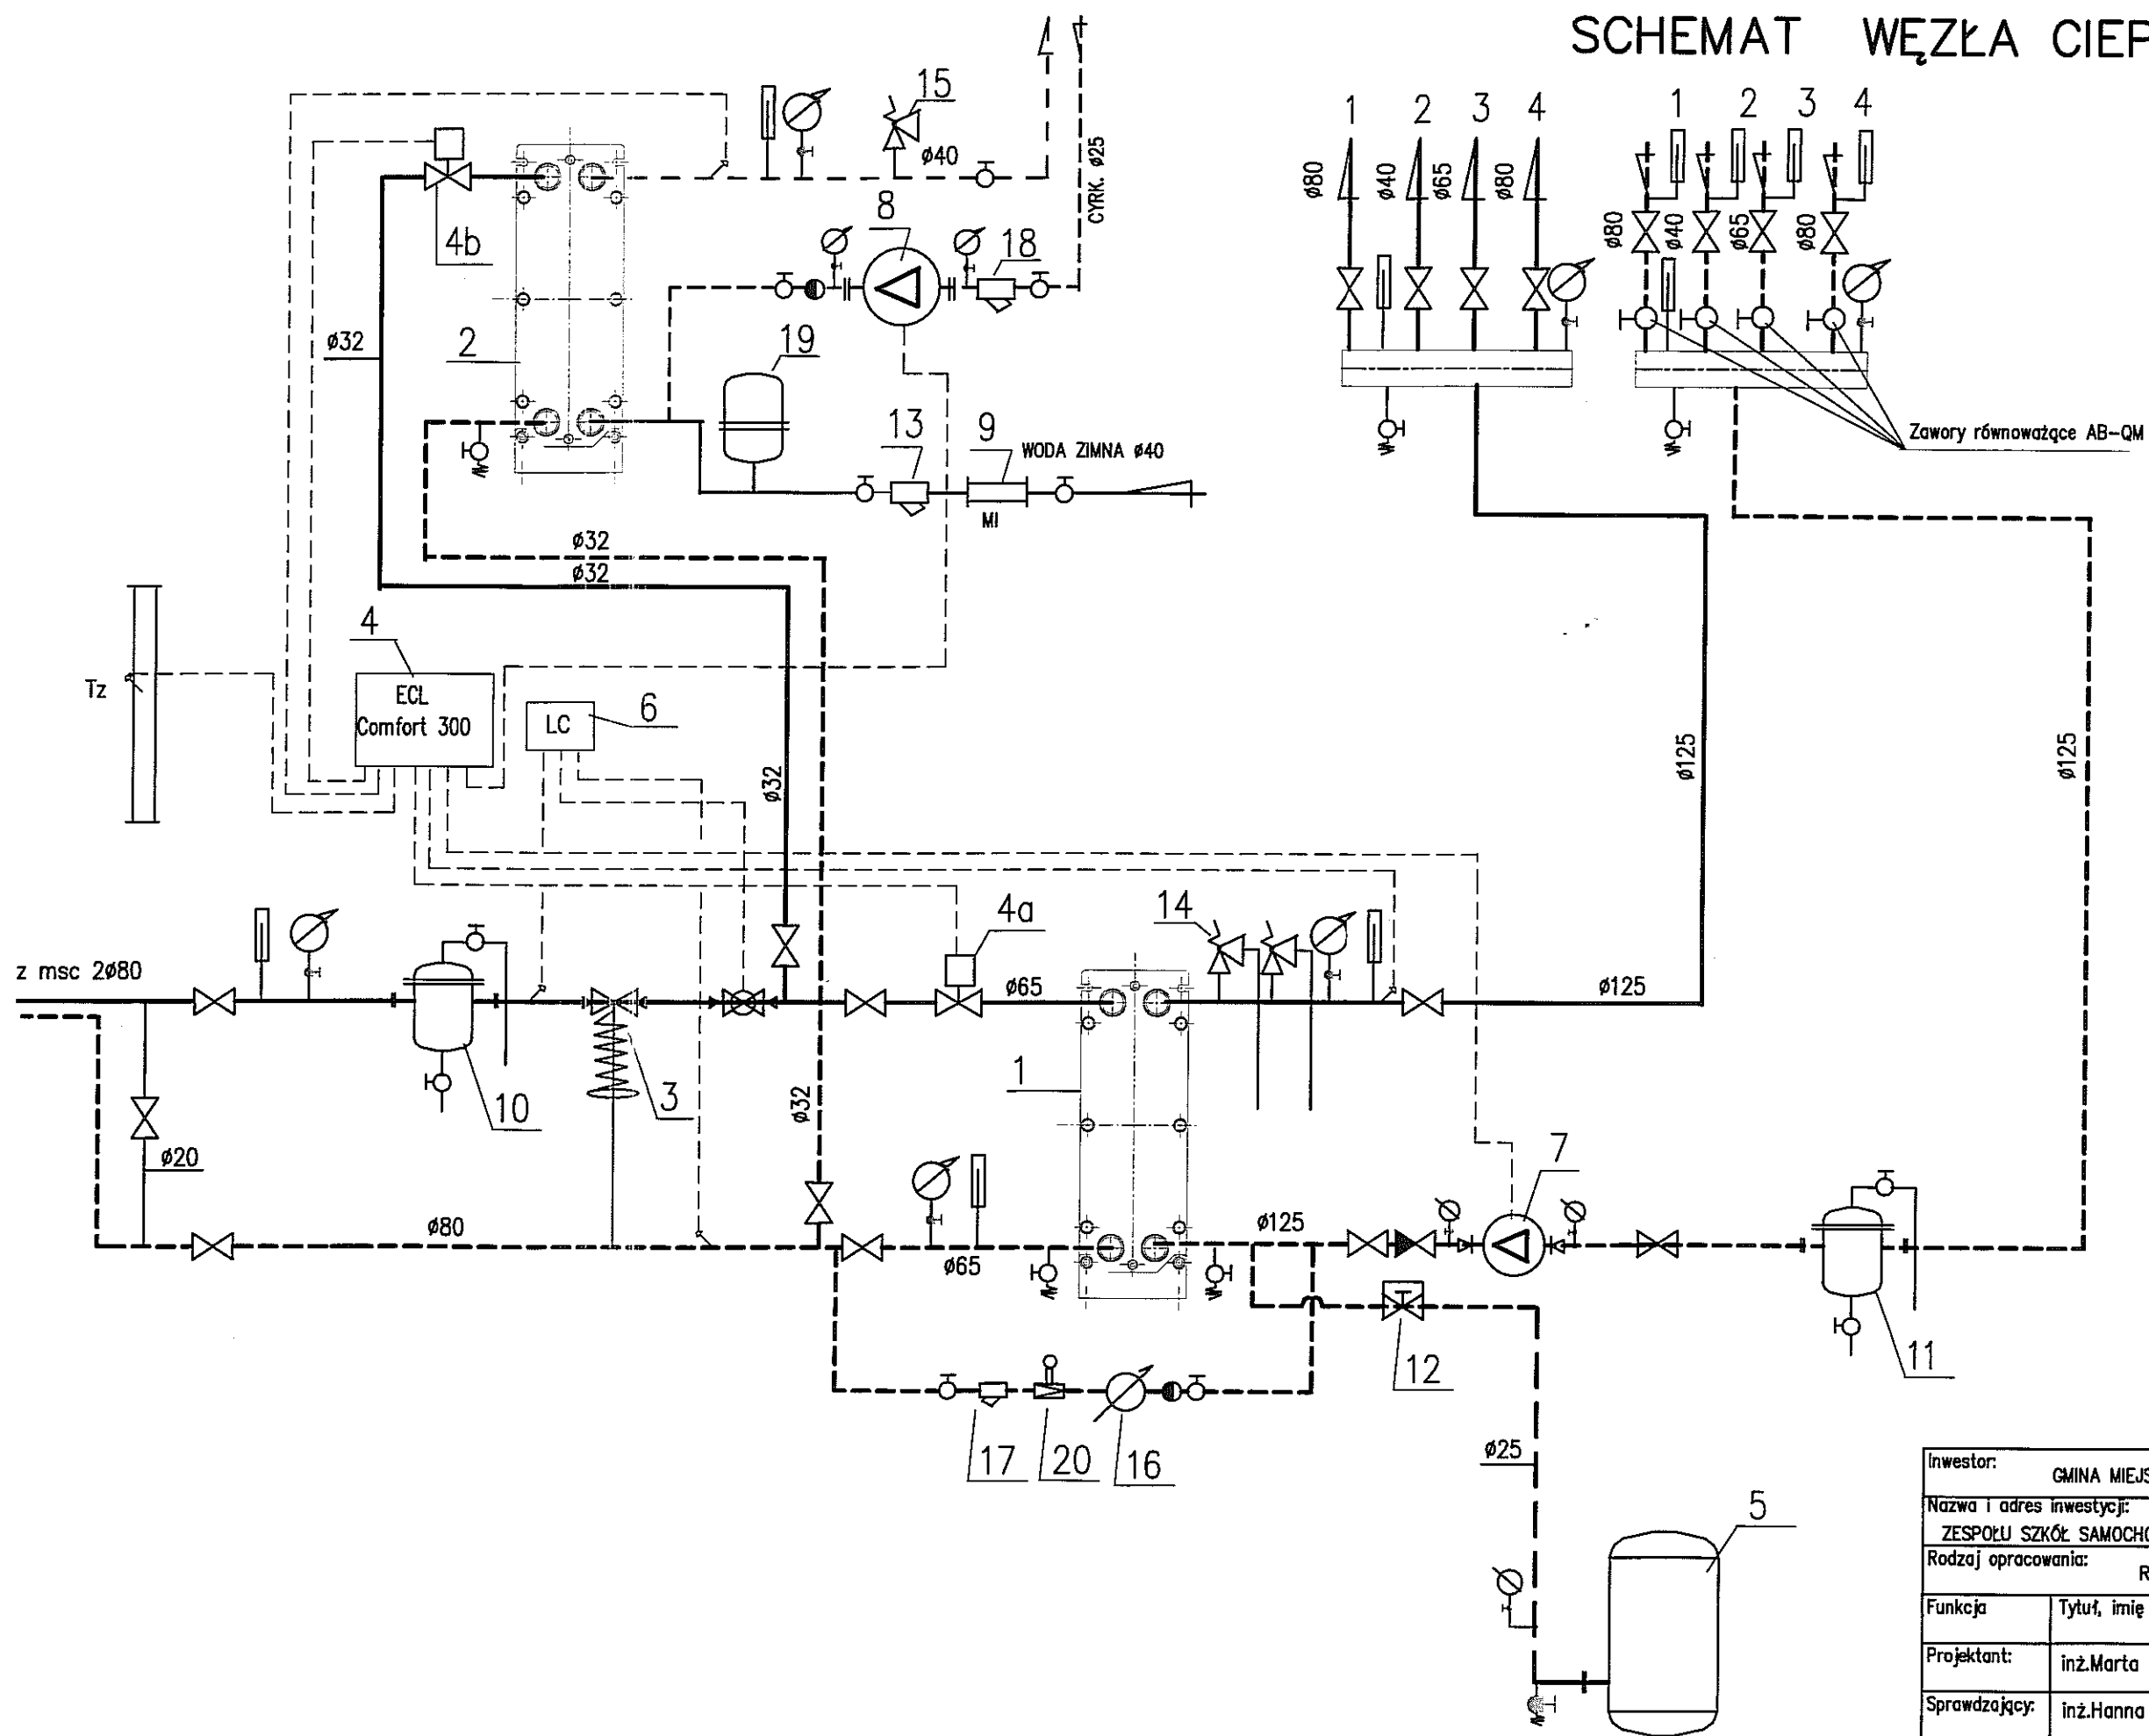 SCHEMAT WĘZŁA CIEP
15
ø40
CYRK. ø25
4b
8
18
2
ø32
19
13
9
WODA ZIMNA ø40
MI
ø32
ø32
1
2
3
4
ø80
ø40
ø65
ø80
1
2
3
4
ø80
ø40
ø65
ø80
Zawory równoważące AB-QM
Tz
4
ECL
Comfort 300
LC
6
ø32
ø125
ø125
z msc 2ø80
10
3
4a
ø65
14
ø125
1
ø20
ø80
ø32
ø65
ø125
7
11
12
17
20
16
ø25
5
Inwestor:
GMINA MIEJS
Nazwa i adres inwestycji:
ZESPOŁU SZKÓŁ SAMOCHO
Rodzaj opracowania:
R
Funkcja
Tytuł, imię
Projektant:
inż.Marta
Sprawdzający:
inż.Hanna